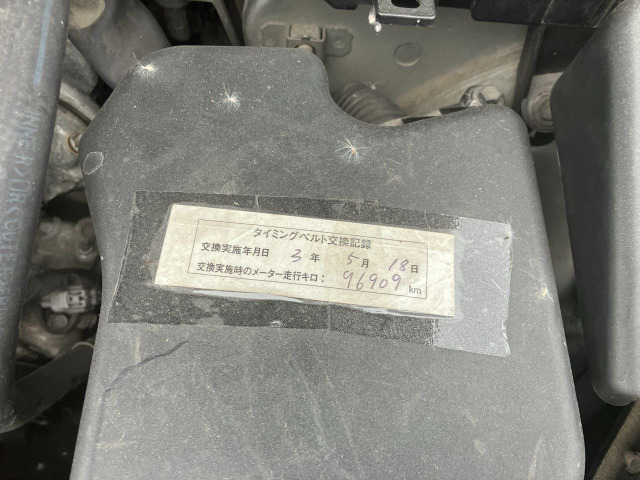 タイミングベルト交換記録
交換実施年月日 3年 5月 18日
交換実施時のメーター走行キロ: 96909 km